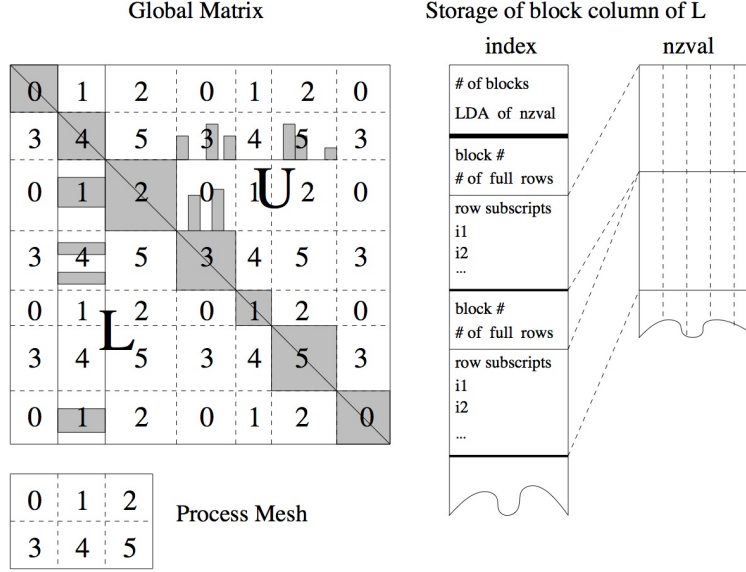 Global Matrix
0 1 2 0 1 2 0
3 4 5 3 4 5 3
0 1 2 0 1 2 0
U
3 4 5 3 4 5 3
0 1 2 0 1 2 0
L
3 4 5 3 4 5 3
0 1 2 0 1 2 0
0 1 2
3 4 5
Process Mesh
Storage of block column of L
index
nzval
# of blocks
LDA of nzval
block #
# of full rows
row subscripts
i1
i2
...
block #
# of full rows
row subscripts
i1
i2
...